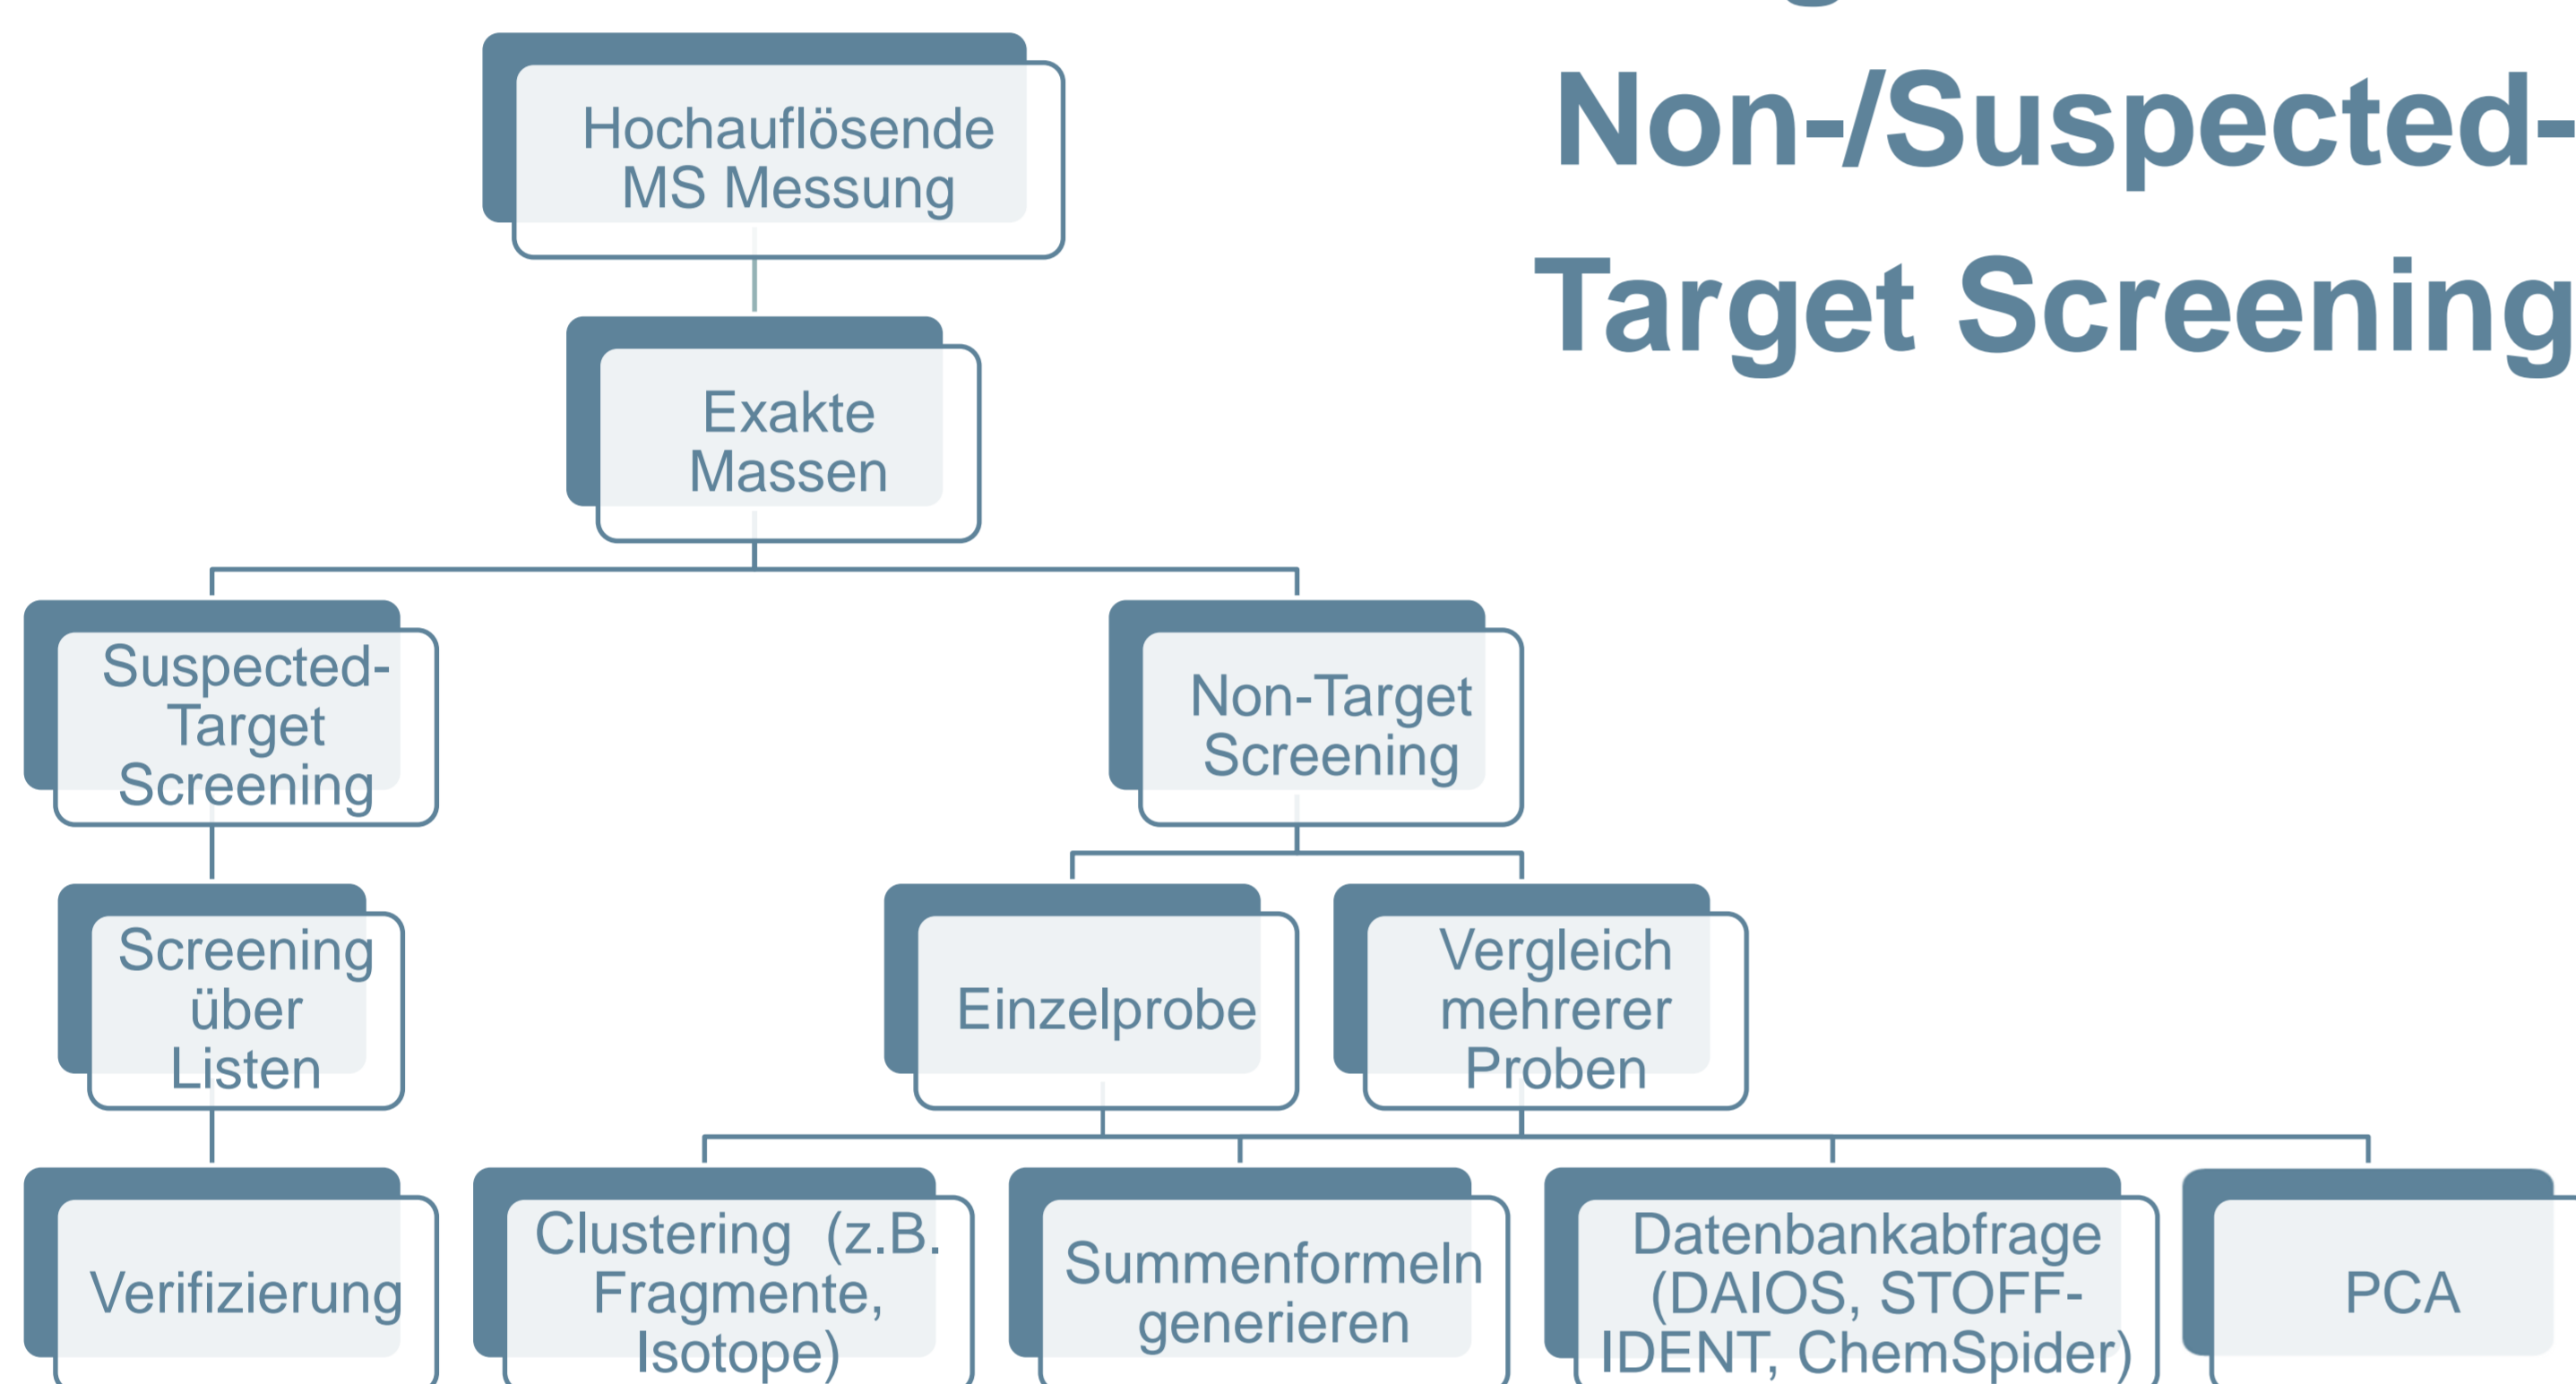 Non-/Suspected-
Target Screening
Hochauflösende
MS Messung
Exakte
Massen
Suspected-
Target
Screening
Non-Target
Screening
Screening
über
Listen
Einzelprobe
Vergleich
mehrerer
Proben
Verifizierung
Clustering (z.B.
Fragmente,
Isotope)
Summenformeln
generieren
Datenbankabfrage
(DAIOS, STOFF-
IDENT, ChemSpider)
PCA